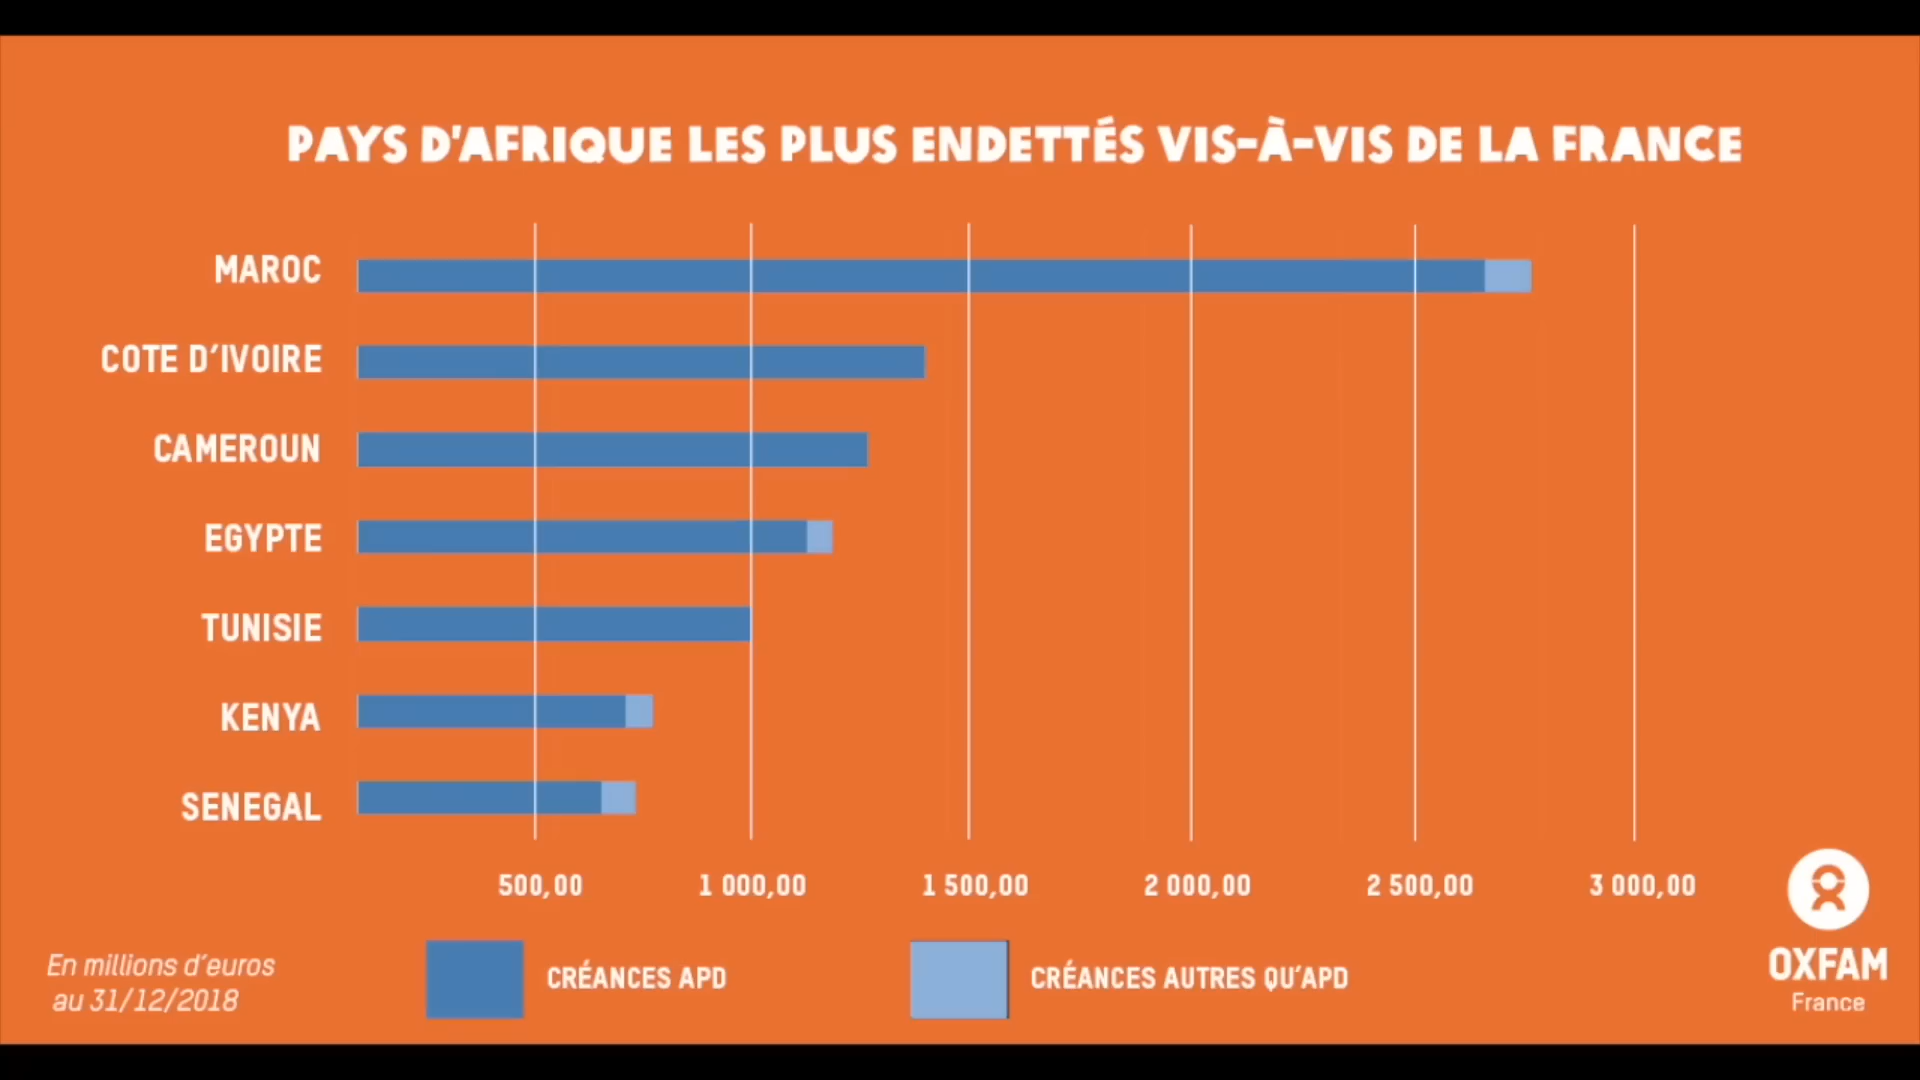 PAYS D'AFRIQUE LES PLUS ENDETTÉS VIS-À-VIS DE LA FRANCE
MAROC
COTE D'IVOIRE
CAMEROUN
EGYPTE
TUNISIE
KENYA
SENEGAL
500,00 1 000,00 1 500,00 2 000,00 2 500,00 3 000,00
En millions d'euros
au 31/12/2018
CRÉANCES APD
CRÉANCES AUTRES QU'APD
OXFAM
France